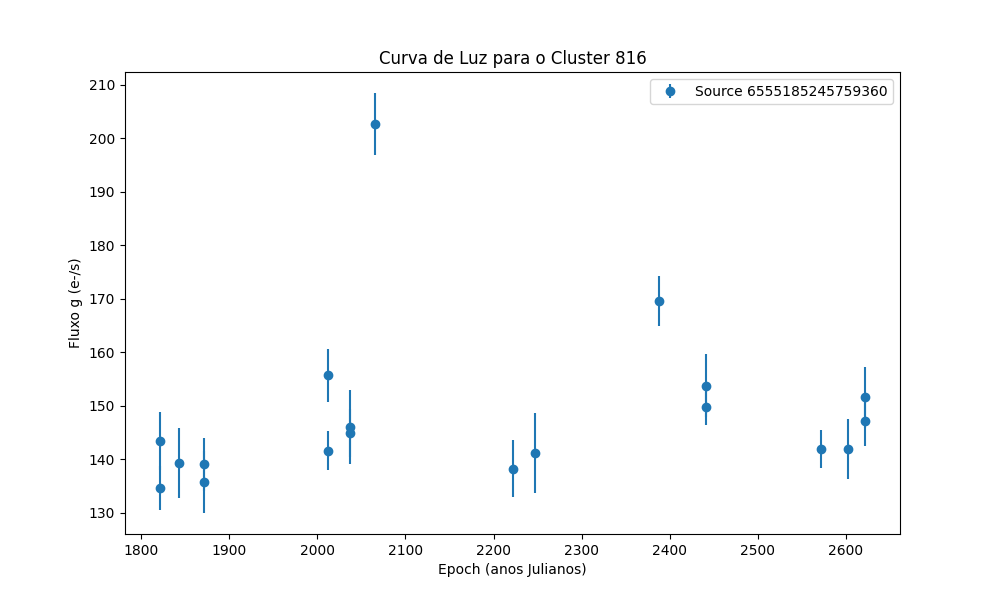 Curva de Luz para o Cluster 816
Source 6555185245759360
Fluxo g (e-/s)
210
200
190
180
170
160
150
140
130
1800 1900 2000 2100 2200 2300 2400 2500 2600
Epoch (anos Julianos)